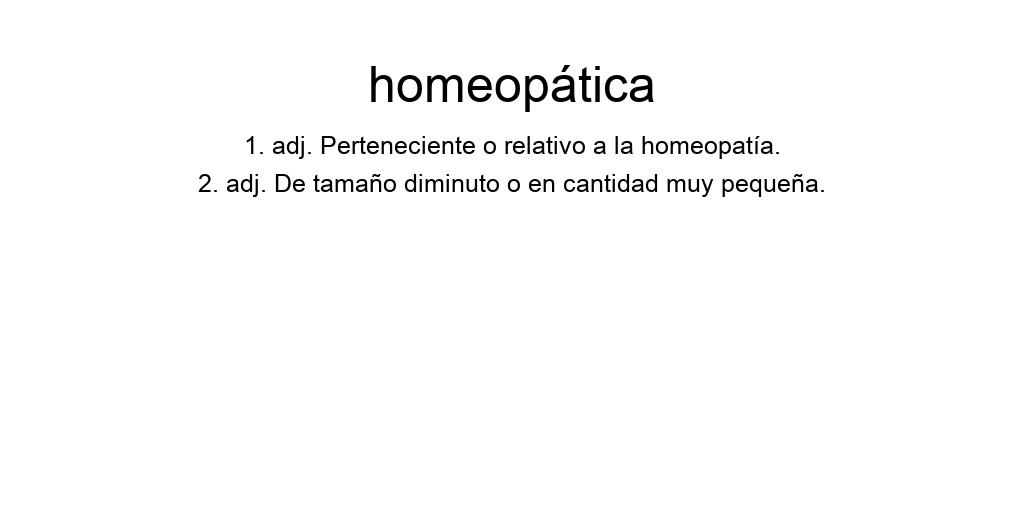 homeopática
1. adj. Perteneciente o relativo a la homeopatía.
2. adj. De tamaño diminuto o en cantidad muy pequeña.